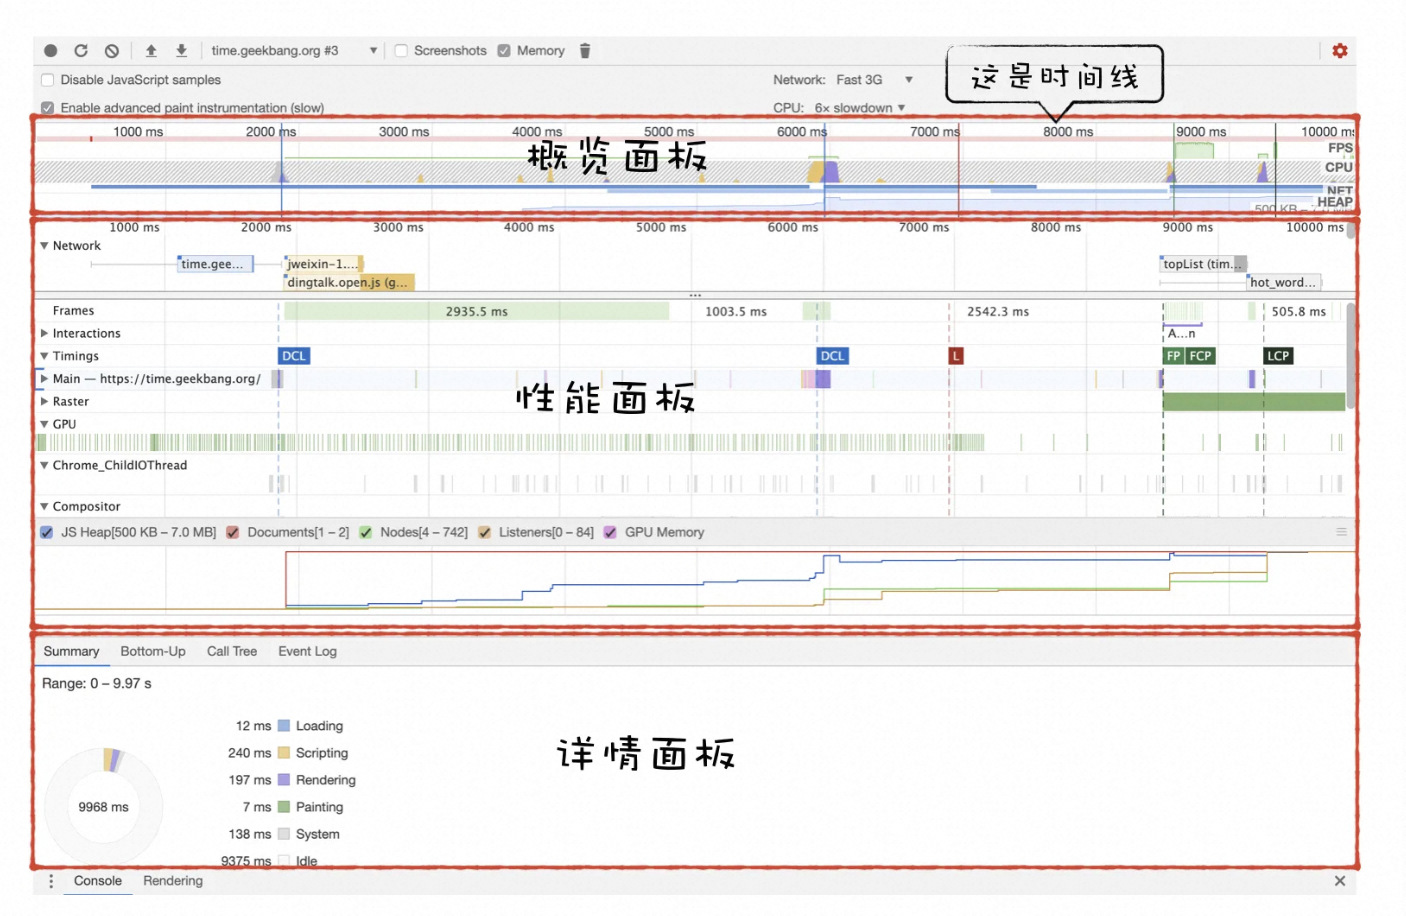 time.geekbang.org #3 Screenshots Memory
这是时间线
Disable JavaScript samples Network: Fast 3G
Enable advanced paint instrumentation (slow) CPU: 6× slowdown
1000 ms 2000 ms 3000 ms 4000 ms 5000 ms 6000 ms 7000 ms 8000 ms 9000 ms 10000 ms
概览面板
FPS
CPU
NET
HEAP
1000 ms 2000 ms 3000 ms 4000 ms 5000 ms 6000 ms 7000 ms 8000 ms 9000 ms 10000 ms
Network
time.gee... jweixin-1.... topList (tim...
dingtalk.open.js (g... hot_word...
Frames 2935.5 ms 1003.5 ms 2542.3 ms 505.8 ms
Interactions A...n
Timings DCL DCL L FP FCP LCP
Main — https://time.geekbang.org/
性能面板
Raster
GPU
Chrome_ChildIOThread
Compositor
JS Heap[500 KB – 7.0 MB] Documents[1 – 2] Nodes[4 – 742] Listeners[0 – 84] GPU Memory
Summary Bottom-Up Call Tree Event Log
Range: 0 – 9.97 s
12 ms Loading
240 ms Scripting
详情面板
197 ms Rendering
9968 ms
7 ms Painting
138 ms System
9375 ms Idle
Console Rendering